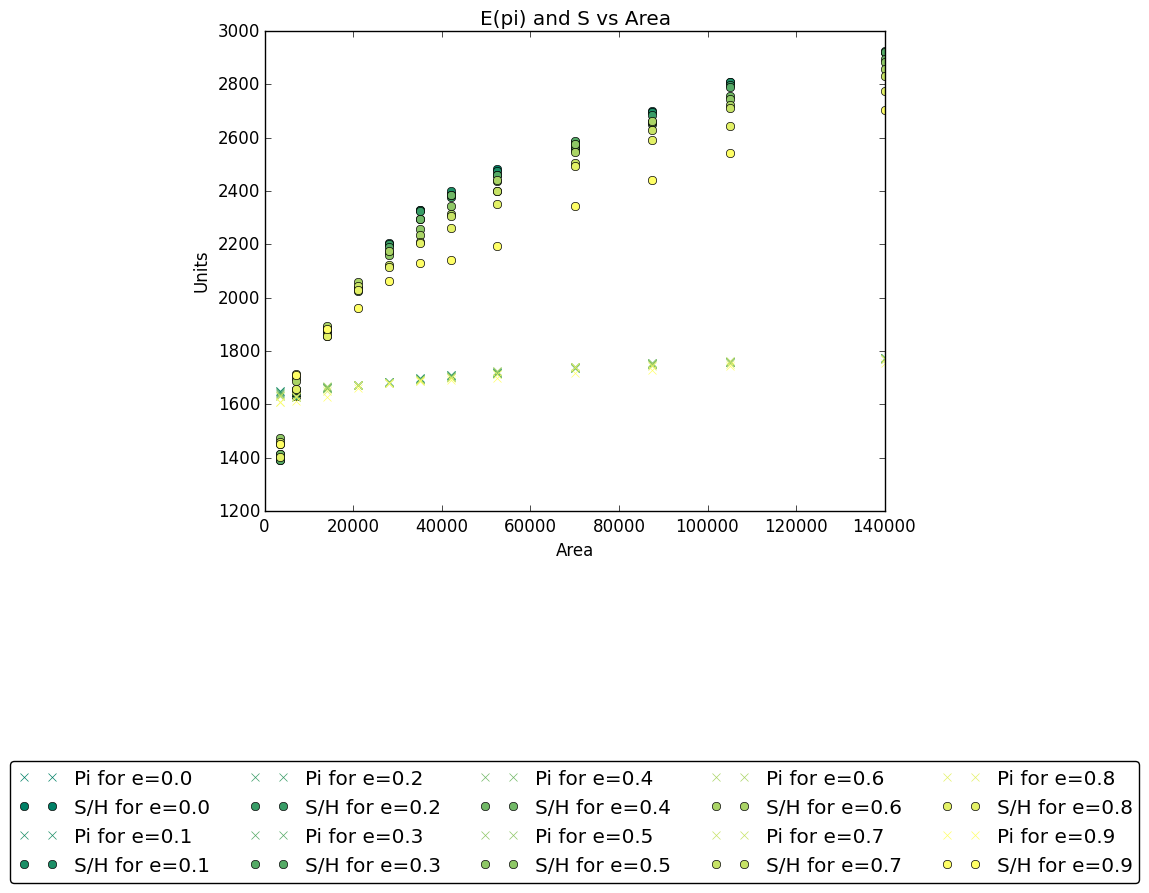 E(pi) and S vs Area
3000
2800
2600
2400
2200
2000
1800
1600
1400
1200
Units
0 20000 40000 60000 80000 100000 120000 140000
Area
Pi for e=0.0 Pi for e=0.2 Pi for e=0.4 Pi for e=0.6 Pi for e=0.8
S/H for e=0.0 S/H for e=0.2 S/H for e=0.4 S/H for e=0.6 S/H for e=0.8
Pi for e=0.1 Pi for e=0.3 Pi for e=0.5 Pi for e=0.7 Pi for e=0.9
S/H for e=0.1 S/H for e=0.3 S/H for e=0.5 S/H for e=0.7 S/H for e=0.9